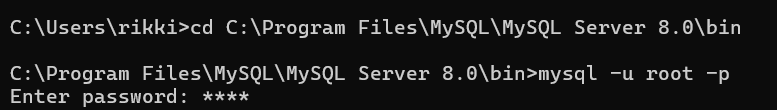 C:\Users\rikki>cd C:\Program Files\MySQL\MySQL Server 8.0\bin
C:\Program Files\MySQL\MySQL Server 8.0\bin>mysql -u root -p
Enter password: ****